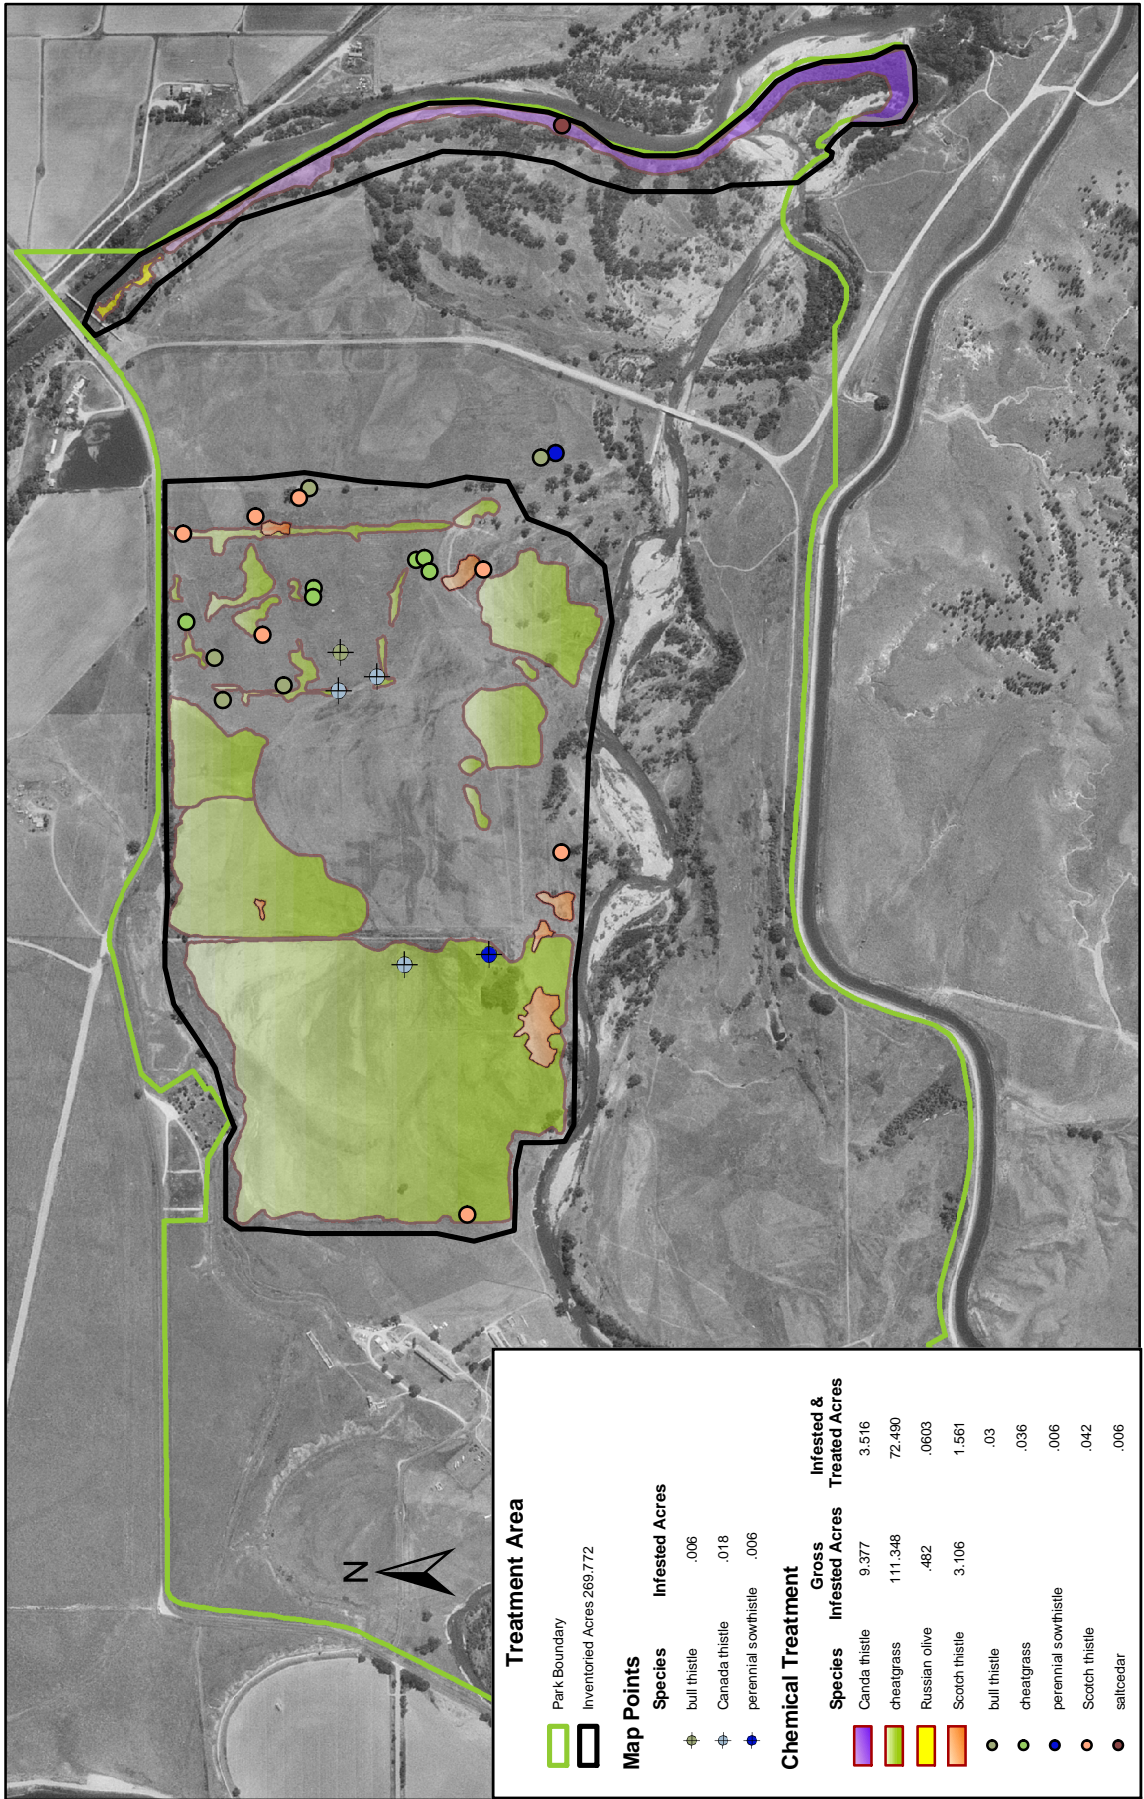 N
Treatment Area
Park Boundary
Inventoried Acres 269.772
Map Points
Species Infested Acres
bull thistle .006
Canada thistle .018
perennial sowthistle .006
Chemical Treatment
Gross Infested &
Species Infested Acres Treated Acres
Canda thistle 9.377 3.516
cheatgrass 111.348 72.490
Russian olive .482 .0603
Scotch thistle 3.106 1.561
bull thistle .03
cheatgrass .036
perennial sowthistle .006
Scotch thistle .042
saltcedar .006